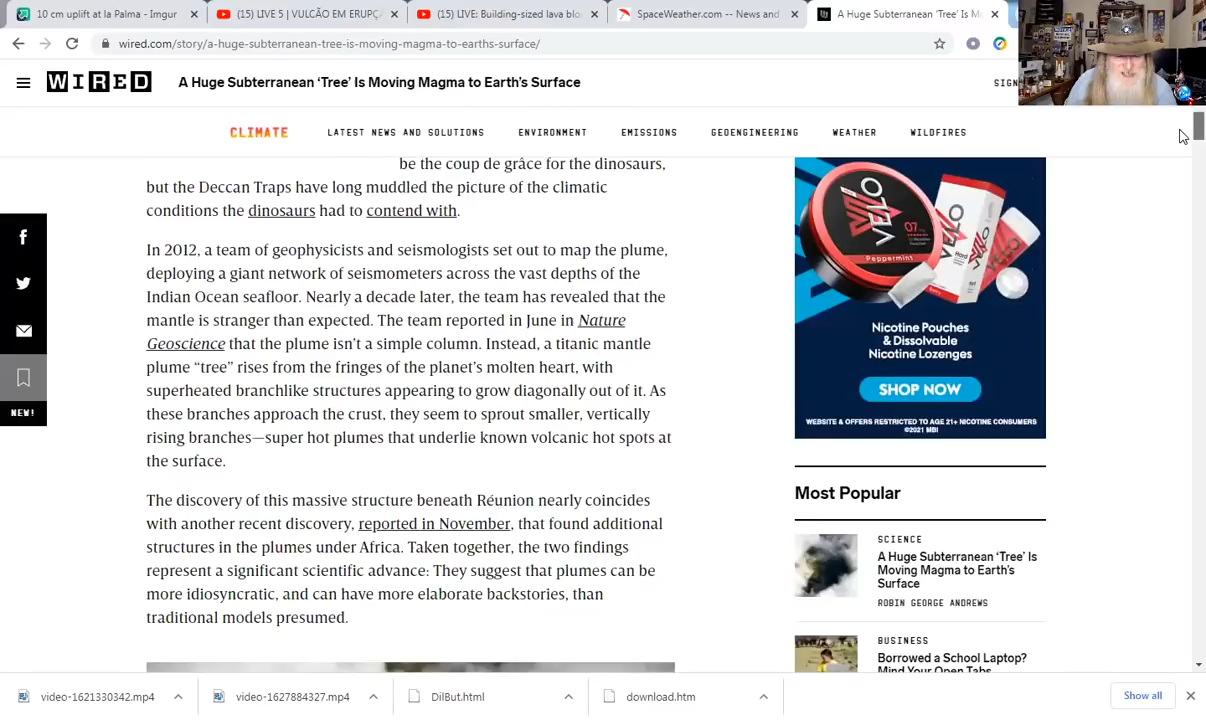 10 cm uplift at la Palma - Imgur
(15) LIVE 5 | VULCÃO EM ERUPÇ
(15) LIVE: Building-sized lava blo
SpaceWeather.com -- News and
A Huge Subterranean 'Tree' Is M
wired.com/story/a-huge-subterranean-tree-is-moving-magma-to-earths-surface/
WIRED
A Huge Subterranean ‘Tree’ Is Moving Magma to Earth’s Surface
SIGN
CLIMATE
LATEST NEWS AND SOLUTIONS
ENVIRONMENT
EMISSIONS
GEOENGINEERING
WEATHER
WILDFIRES
be the coup de grâce for the dinosaurs,
but the Deccan Traps have long muddled the picture of the climatic
conditions the dinosaurs had to contend with.
In 2012, a team of geophysicists and seismologists set out to map the plume,
deploying a giant network of seismometers across the vast depths of the
Indian Ocean seafloor. Nearly a decade later, the team has revealed that the
mantle is stranger than expected. The team reported in June in Nature
Geoscience that the plume isn’t a simple column. Instead, a titanic mantle
plume “tree” rises from the fringes of the planet’s molten heart, with
superheated branchlike structures appearing to grow diagonally out of it. As
these branches approach the crust, they seem to sprout smaller, vertically
rising branches—super hot plumes that underlie known volcanic hot spots at
the surface.
The discovery of this massive structure beneath Réunion nearly coincides
with another recent discovery, reported in November, that found additional
structures in the plumes under Africa. Taken together, the two findings
represent a significant scientific advance: They suggest that plumes can be
more idiosyncratic, and can have more elaborate backstories, than
traditional models presumed.
NEW!
VELO
07
Peppermint
VELO
Nicotine Pouches
& Dissolvable
Nicotine Lozenges
SHOP NOW
WEBSITE & OFFERS RESTRICTED TO AGE 21+ NICOTINE CONSUMERS
©2021 MBI
Most Popular
SCIENCE
A Huge Subterranean ‘Tree’ Is
Moving Magma to Earth’s
Surface
ROBIN GEORGE ANDREWS
BUSINESS
Borrowed a School Laptop?
Mind Your Open Tabs
video-1621330342.mp4
video-1627884327.mp4
DilBut.html
download.htm
Show all